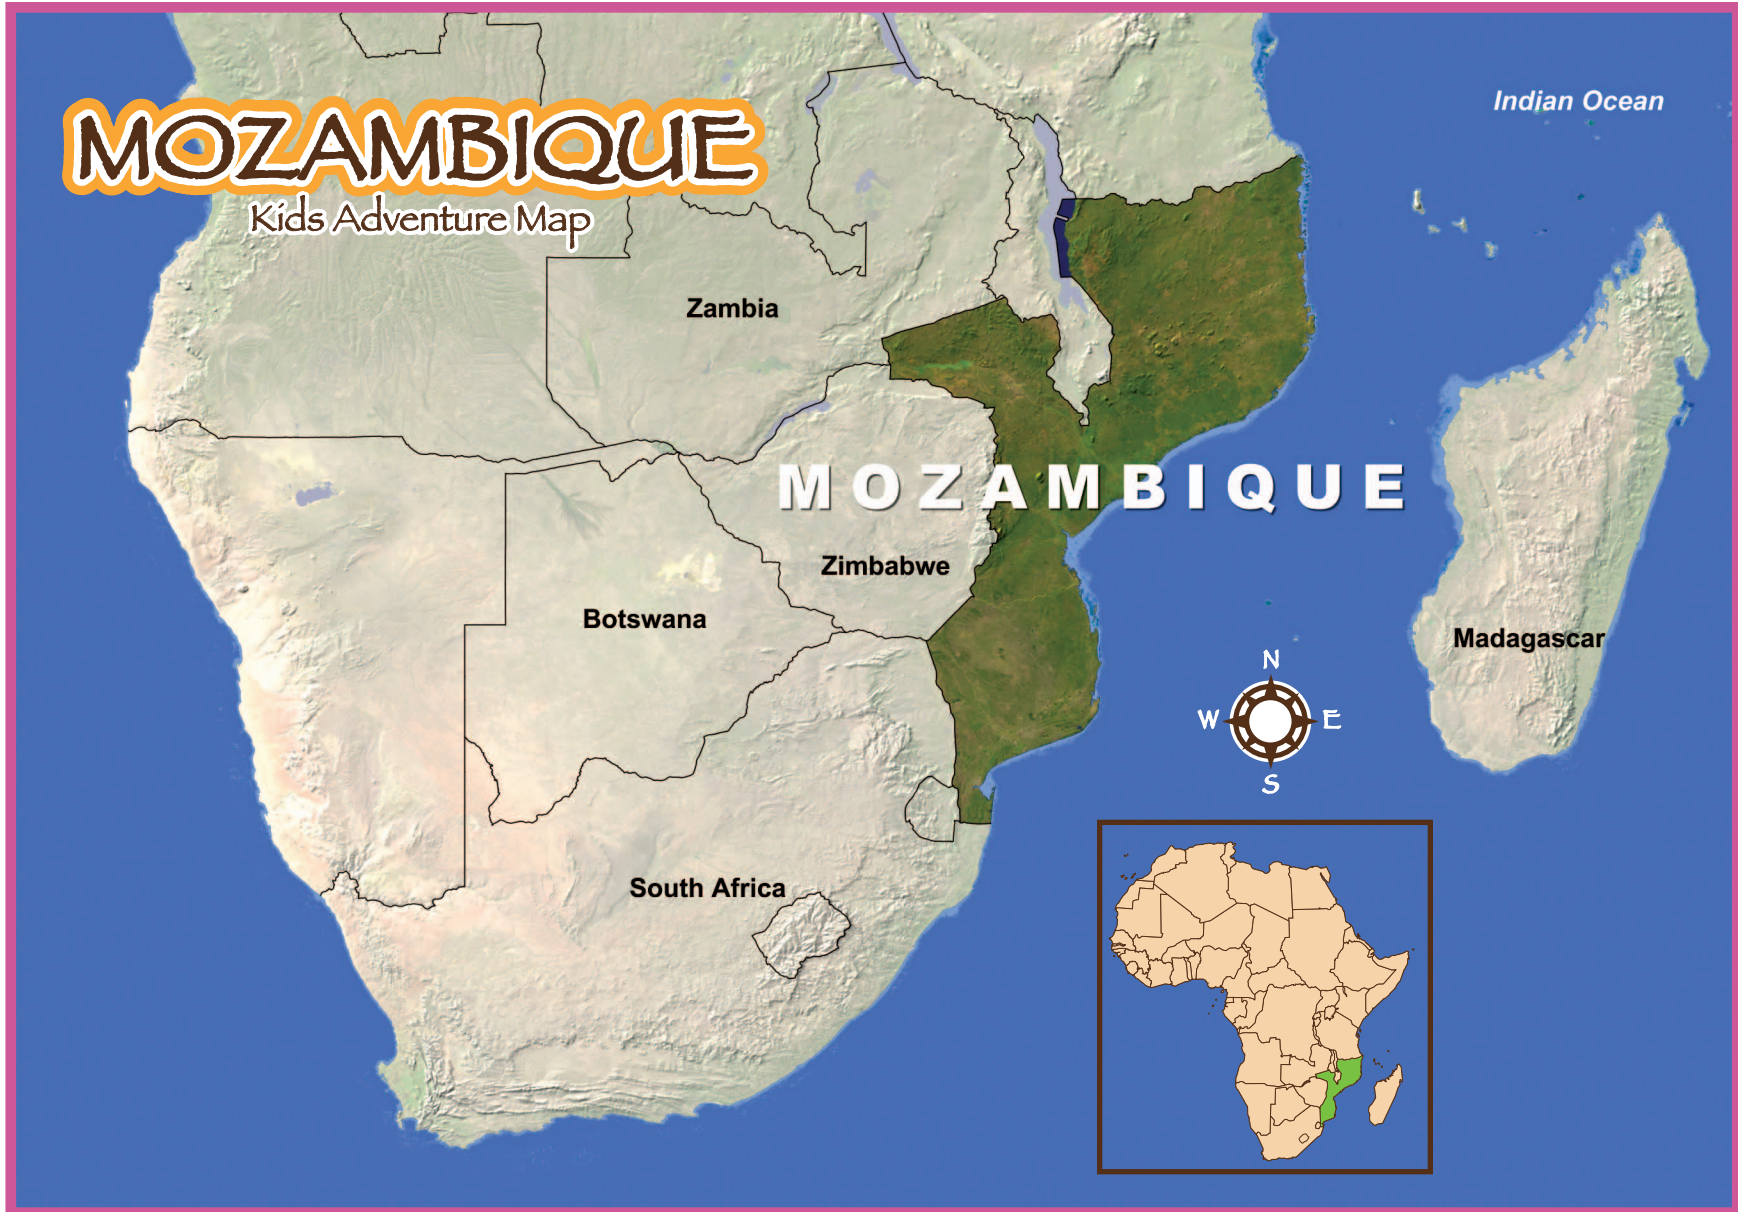 Indian Ocean
MOZAMBIQUE
Kids Adventure Map
Zambia
MOZAMBIQUE
Zimbabwe
Botswana
Madagascar
N
W
E
S
South Africa